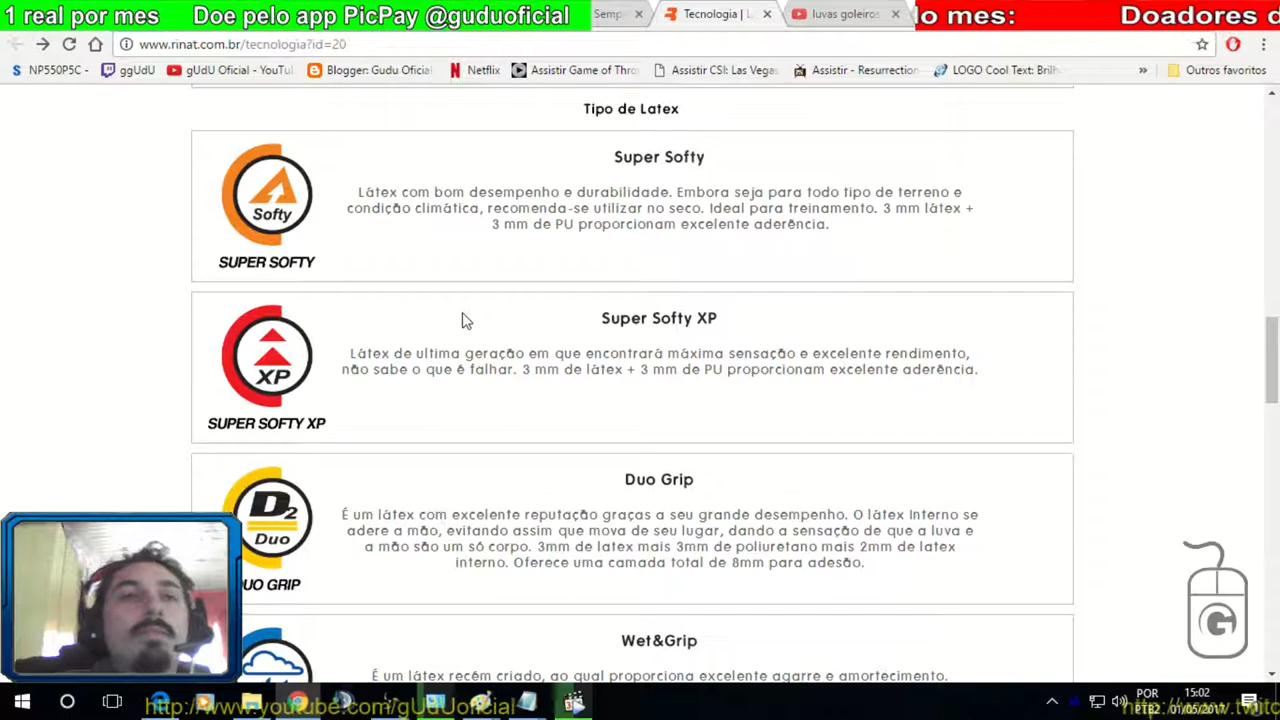 1 real por mes Doe pelo app PicPay @guduoficial
Semp
Tecnologia | L
luvas goleiros
o mes: Doadores d
www.rinat.com.br/tecnologia?id=20
NP550P5C - ggUdU gUdU Oficial - YouTu Blogger: Gudu Oficial Netflix Assistir Game of Thro Assistir CSI: Las Vegas Assistir - Resurrection LOGO Cool Text: Brilh » Outros favoritos
Tipo de Latex
Super Softy
Softy
Látex com bom desempenho e durabilidade. Embora seja para todo tipo de terreno e
condição climática, recomenda-se utilizar no seco. Ideal para treinamento. 3 mm látex +
3 mm de PU proporcionam excelente aderência.
SUPER SOFTY
Super Softy XP
XP
Látex de ultima geração em que encontrará máxima sensação e excelente rendimento,
não sabe o que é falhar. 3 mm de látex + 3 mm de PU proporcionam excelente aderência.
SUPER SOFTY XP
Duo Grip
D2
Duo
É um látex com excelente reputação graças a seu grande desempenho. O látex interno se
adere a mão, evitando assim que mova de seu lugar, dando a sensação de que a luva e
a mão são um só corpo. 3mm de latex mais 3mm de poliuretano mais 2mm de latex
interno. Oferece uma camada total de 8mm para adesão.
UO GRIP
Wet&Grip
É um látex recém criado, ao qual proporciona excelente agarre e amortecimento.
G
http://www.youtube.com/gUdUoficial
POR
PTB2
15:02
01/05/2017
http://www.twitc